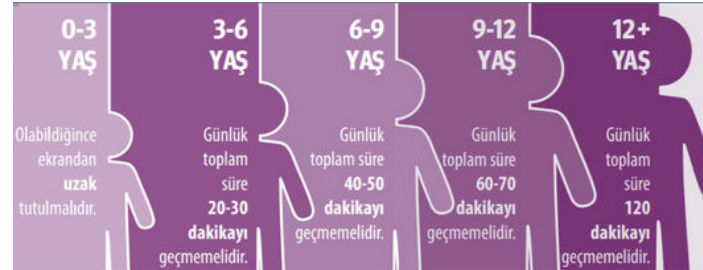 0-3
YAŞ
Olabildiğince
ekrandan
uzak
tutulmalıdır.
3-6
YAŞ
Günlük
toplam
süre
20-30
dakikayı
geçmemelidir.
6-9
YAŞ
Günlük
toplam süre
40-50
dakikayı
geçmemelidir.
9-12
YAŞ
Günlük
toplam süre
60-70
dakikayı
geçmemelidir.
12+
YAŞ
Günlük
toplam
süre
120
dakikayı
geçmemelidir.